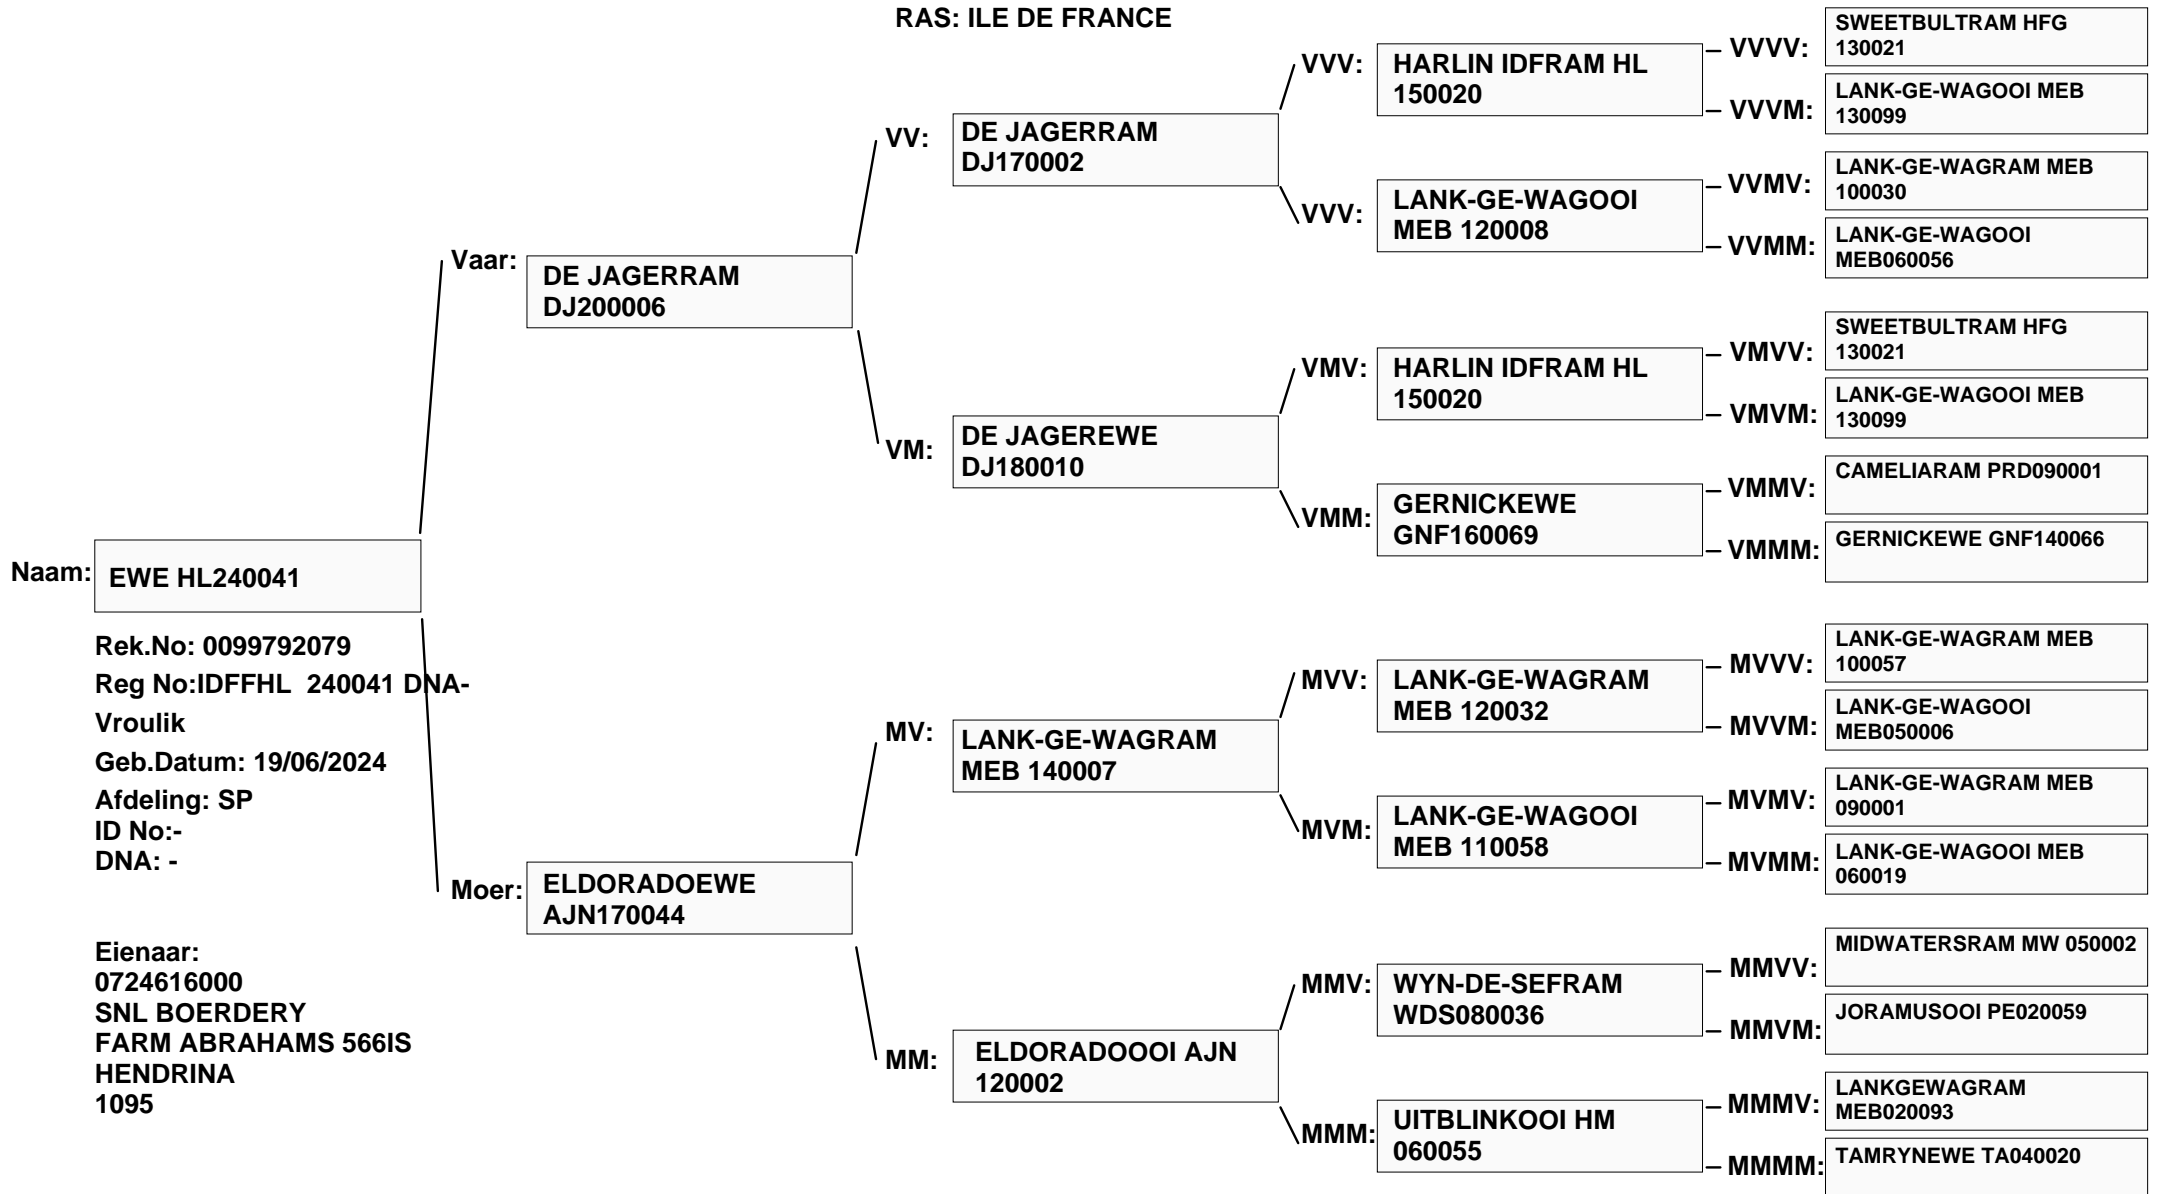 RAS: ILE DE FRANCE
Naam:
EWE HL240041
Rek.No: 0099792079
Reg No:IDFFHL  240041 DNA-
Vroulik
Geb.Datum: 19/06/2024
Afdeling: SP
ID No:-
DNA: -
Eienaar:
0724616000
SNL BOERDERY
FARM ABRAHAMS 566IS
HENDRINA
1095
Vaar:
DE JAGERRAM
DJ200006
Moer:
ELDORADOEWE
AJN170044
VV:
DE JAGERRAM
DJ170002
VM:
DE JAGEREWE
DJ180010
MV:
LANK-GE-WAGRAM
MEB 140007
MM:
ELDORADOOOI AJN
120002
VVV:
HARLIN IDFRAM HL
150020
VVV:
LANK-GE-WAGOOI
MEB 120008
VMV:
HARLIN IDFRAM HL
150020
VMM:
GERNICKEWE
GNF160069
MVV:
LANK-GE-WAGRAM
MEB 120032
MVM:
LANK-GE-WAGOOI
MEB 110058
MMV:
WYN-DE-SEFRAM
WDS080036
MMM:
UITBLINKOOI HM
060055
VVVV:
SWEETBULTRAM HFG
130021
VVVM:
LANK-GE-WAGOOI MEB
130099
VVMV:
LANK-GE-WAGRAM MEB
100030
VVMM:
LANK-GE-WAGOOI
MEB060056
VMVV:
SWEETBULTRAM HFG
130021
VMVM:
LANK-GE-WAGOOI MEB
130099
VMMV:
CAMELIARAM PRD090001
VMMM:
GERNICKEWE GNF140066
MVVV:
LANK-GE-WAGRAM MEB
100057
MVVM:
LANK-GE-WAGOOI
MEB050006
MVMV:
LANK-GE-WAGRAM MEB
090001
MVMM:
LANK-GE-WAGOOI MEB
060019
MMVV:
MIDWATERSRAM MW 050002
MMVM:
JORAMUSOOI PE020059
MMMV:
LANKGEWAGRAM
MEB020093
MMMM:
TAMRYNEWE TA040020